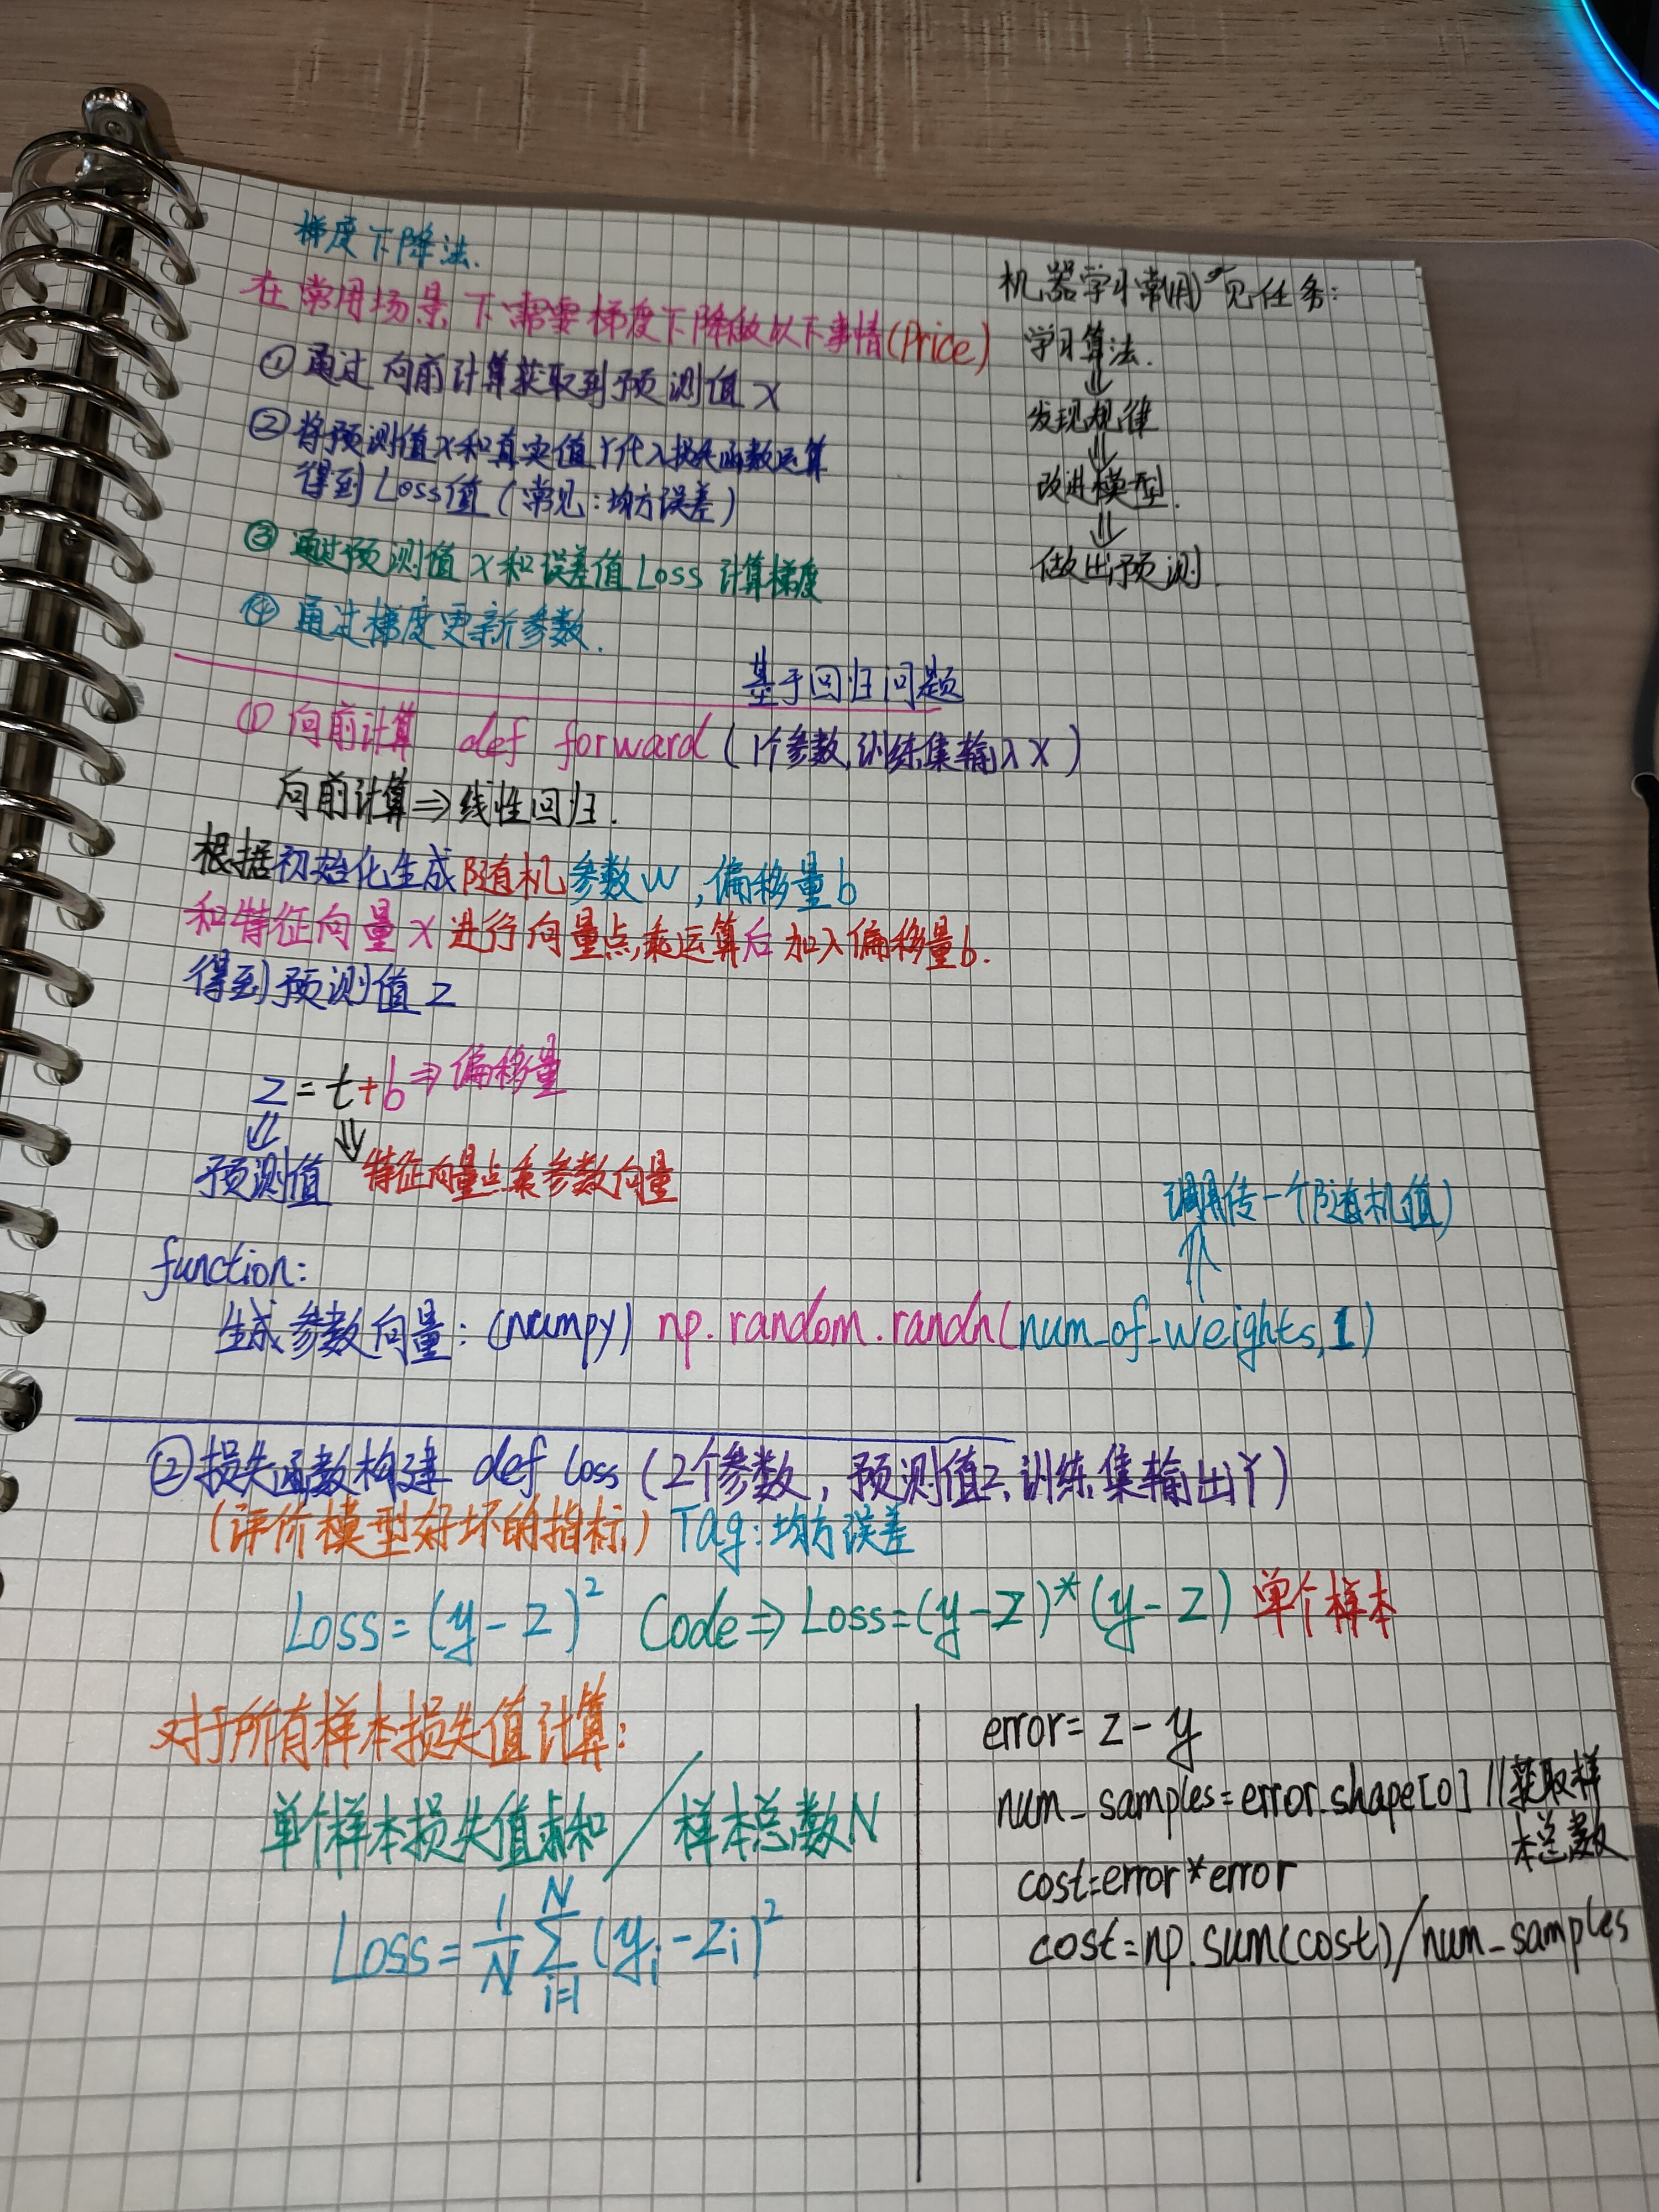 梯度下降法.
在常用场景下需要梯度下降做以下事情(Price)
①通过向前计算获取到预测值X
②将预测值X和真实值Y代入损失函数运算
得到Loss值(常见:均方误差)
③通过预测值X和误差值Loss计算梯度
④通过梯度更新参数.
机器学习常用常见任务:
学习算法.
⇓
发现规律
⇓
改进模型.
⇓
做出预测.
基于回归问题
①向前计算 def forward(1个参数,训练集输入X)
向前计算⇒线性回归.
根据初始化生成随机参数W,偏移量b
和特征向量X进行向量点乘运算后加入偏移量b.
得到预测值Z
Z=t+b⇒偏移量
⇓ ⇓
预测值 特征向量点乘参数向量
function:
调用传一个随机值)
⇑
生成参数向量:(numpy) np.random.randn(num_of_weights,1)
②损失函数构建 def loss(2个参数,预测值Z,训练集输出Y)
(评价模型好坏的指标) Tag:均方误差
Loss=(y-Z)² Code⇒Loss=(y-Z)*(y-Z) 单个样本
对于所有样本损失值计算:
单个样本损失值求和/样本总数N
Loss=1/N ∑ N i=1 (yi-Zi)²
error=z-y
num_samples=error.shape[0] //获取样
本总数
cost=error*error
cost=np.sum(cost)/num_samples